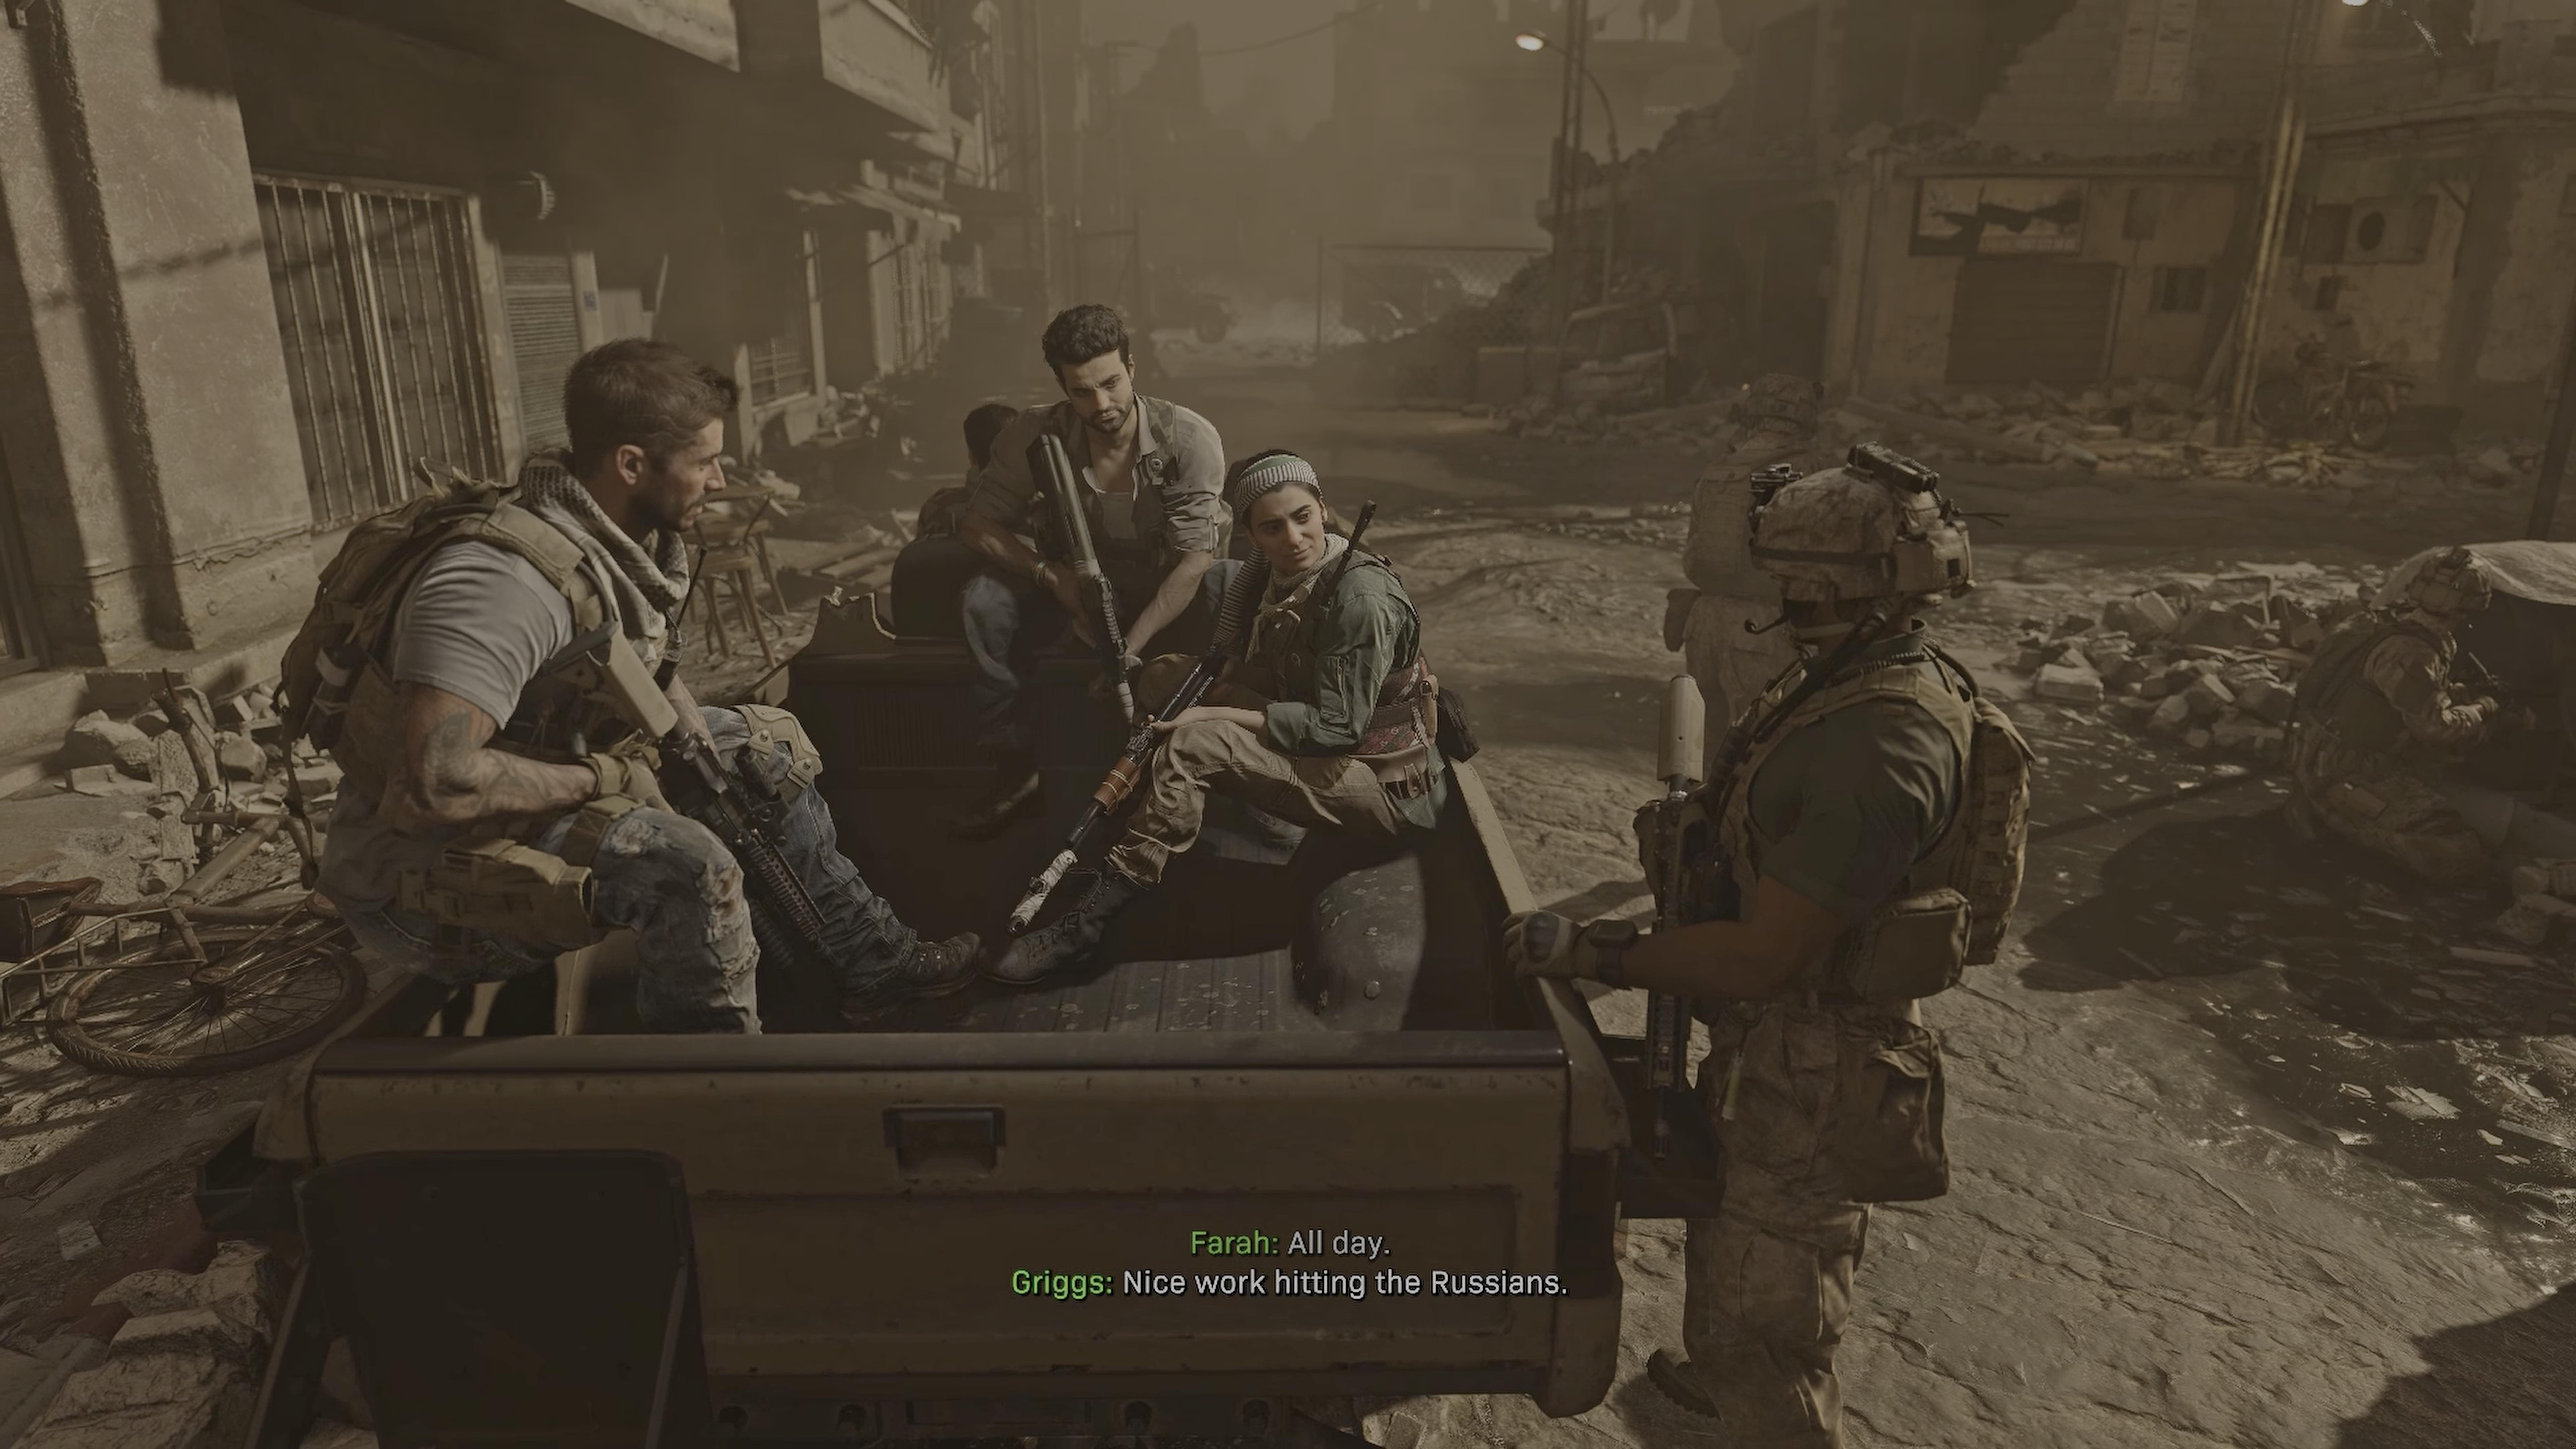 Farah: All day.
Griggs: Nice work hitting the Russians.